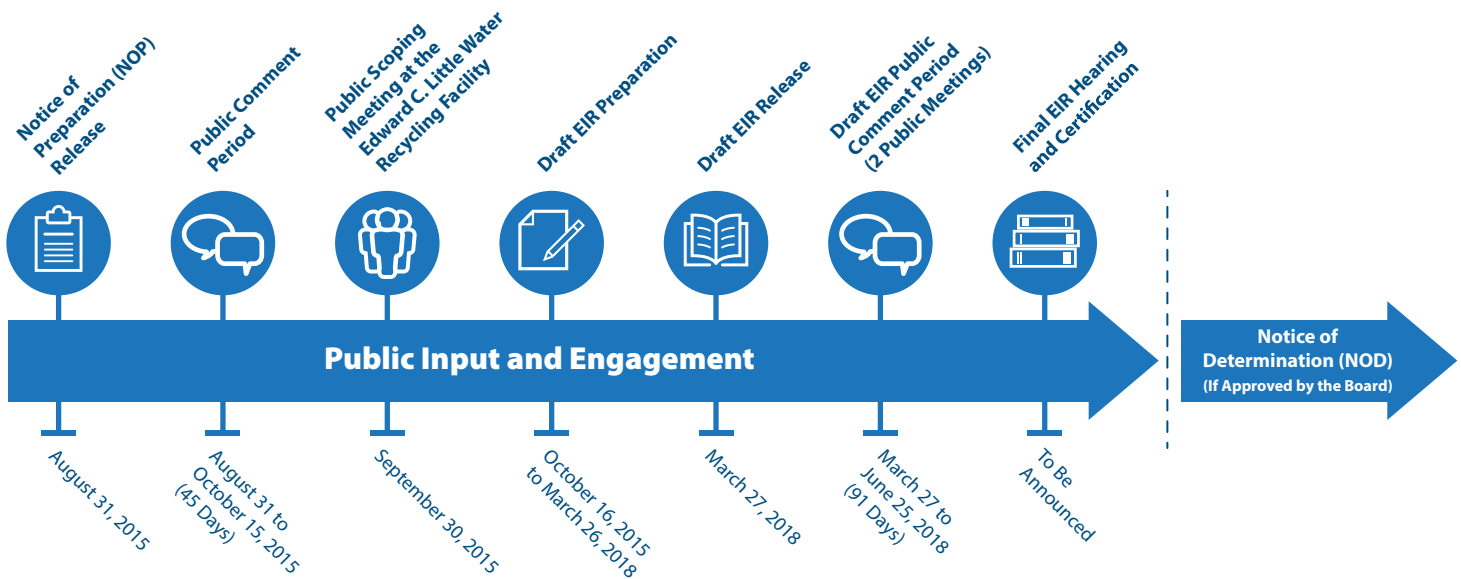 Notice of
Preparation (NOP)
Release
Public Comment
Period
Public Scoping
Meeting at the
Edward C. Little Water
Recycling Facility
Draft EIR Preparation
Draft EIR Release
Draft EIR Public
Comment Period
(2 Public Meetings)
Final EIR Hearing
and Certification
Public Input and Engagement
Notice of
Determination (NOD)
(If Approved by the Board)
August 31, 2015
August 31 to
October 15, 2015
(45 Days)
September 30, 2015
October 16, 2015
to March 26, 2018
March 27, 2018
March 27 to
June 25, 2018
(91 Days)
To Be
Announced